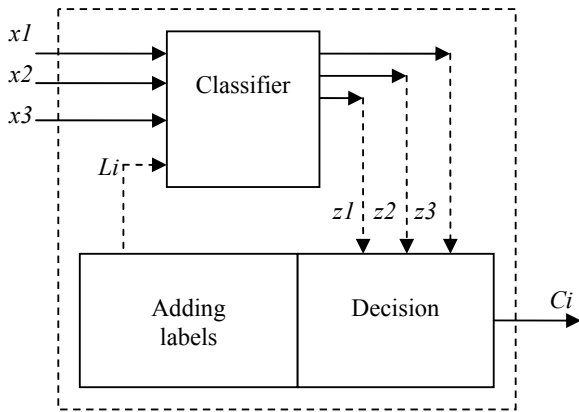 x1
x2
x3
Classifier
Li
z1 z2 z3
Adding
labels
Decision
Ci